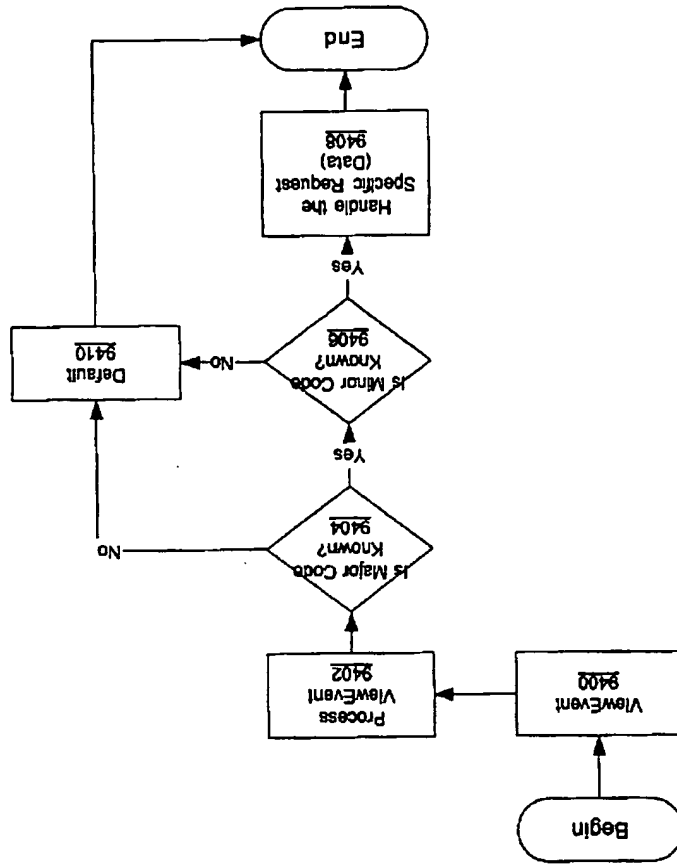 Begin
ViewEvent
9400
Process
ViewEvent
9402
Is Major Code
Known?
9404
No
Yes
Is Minor Code
Known?
9406
No
Default
9410
Yes
Handle the
Specific Request
(Data)
9408
End